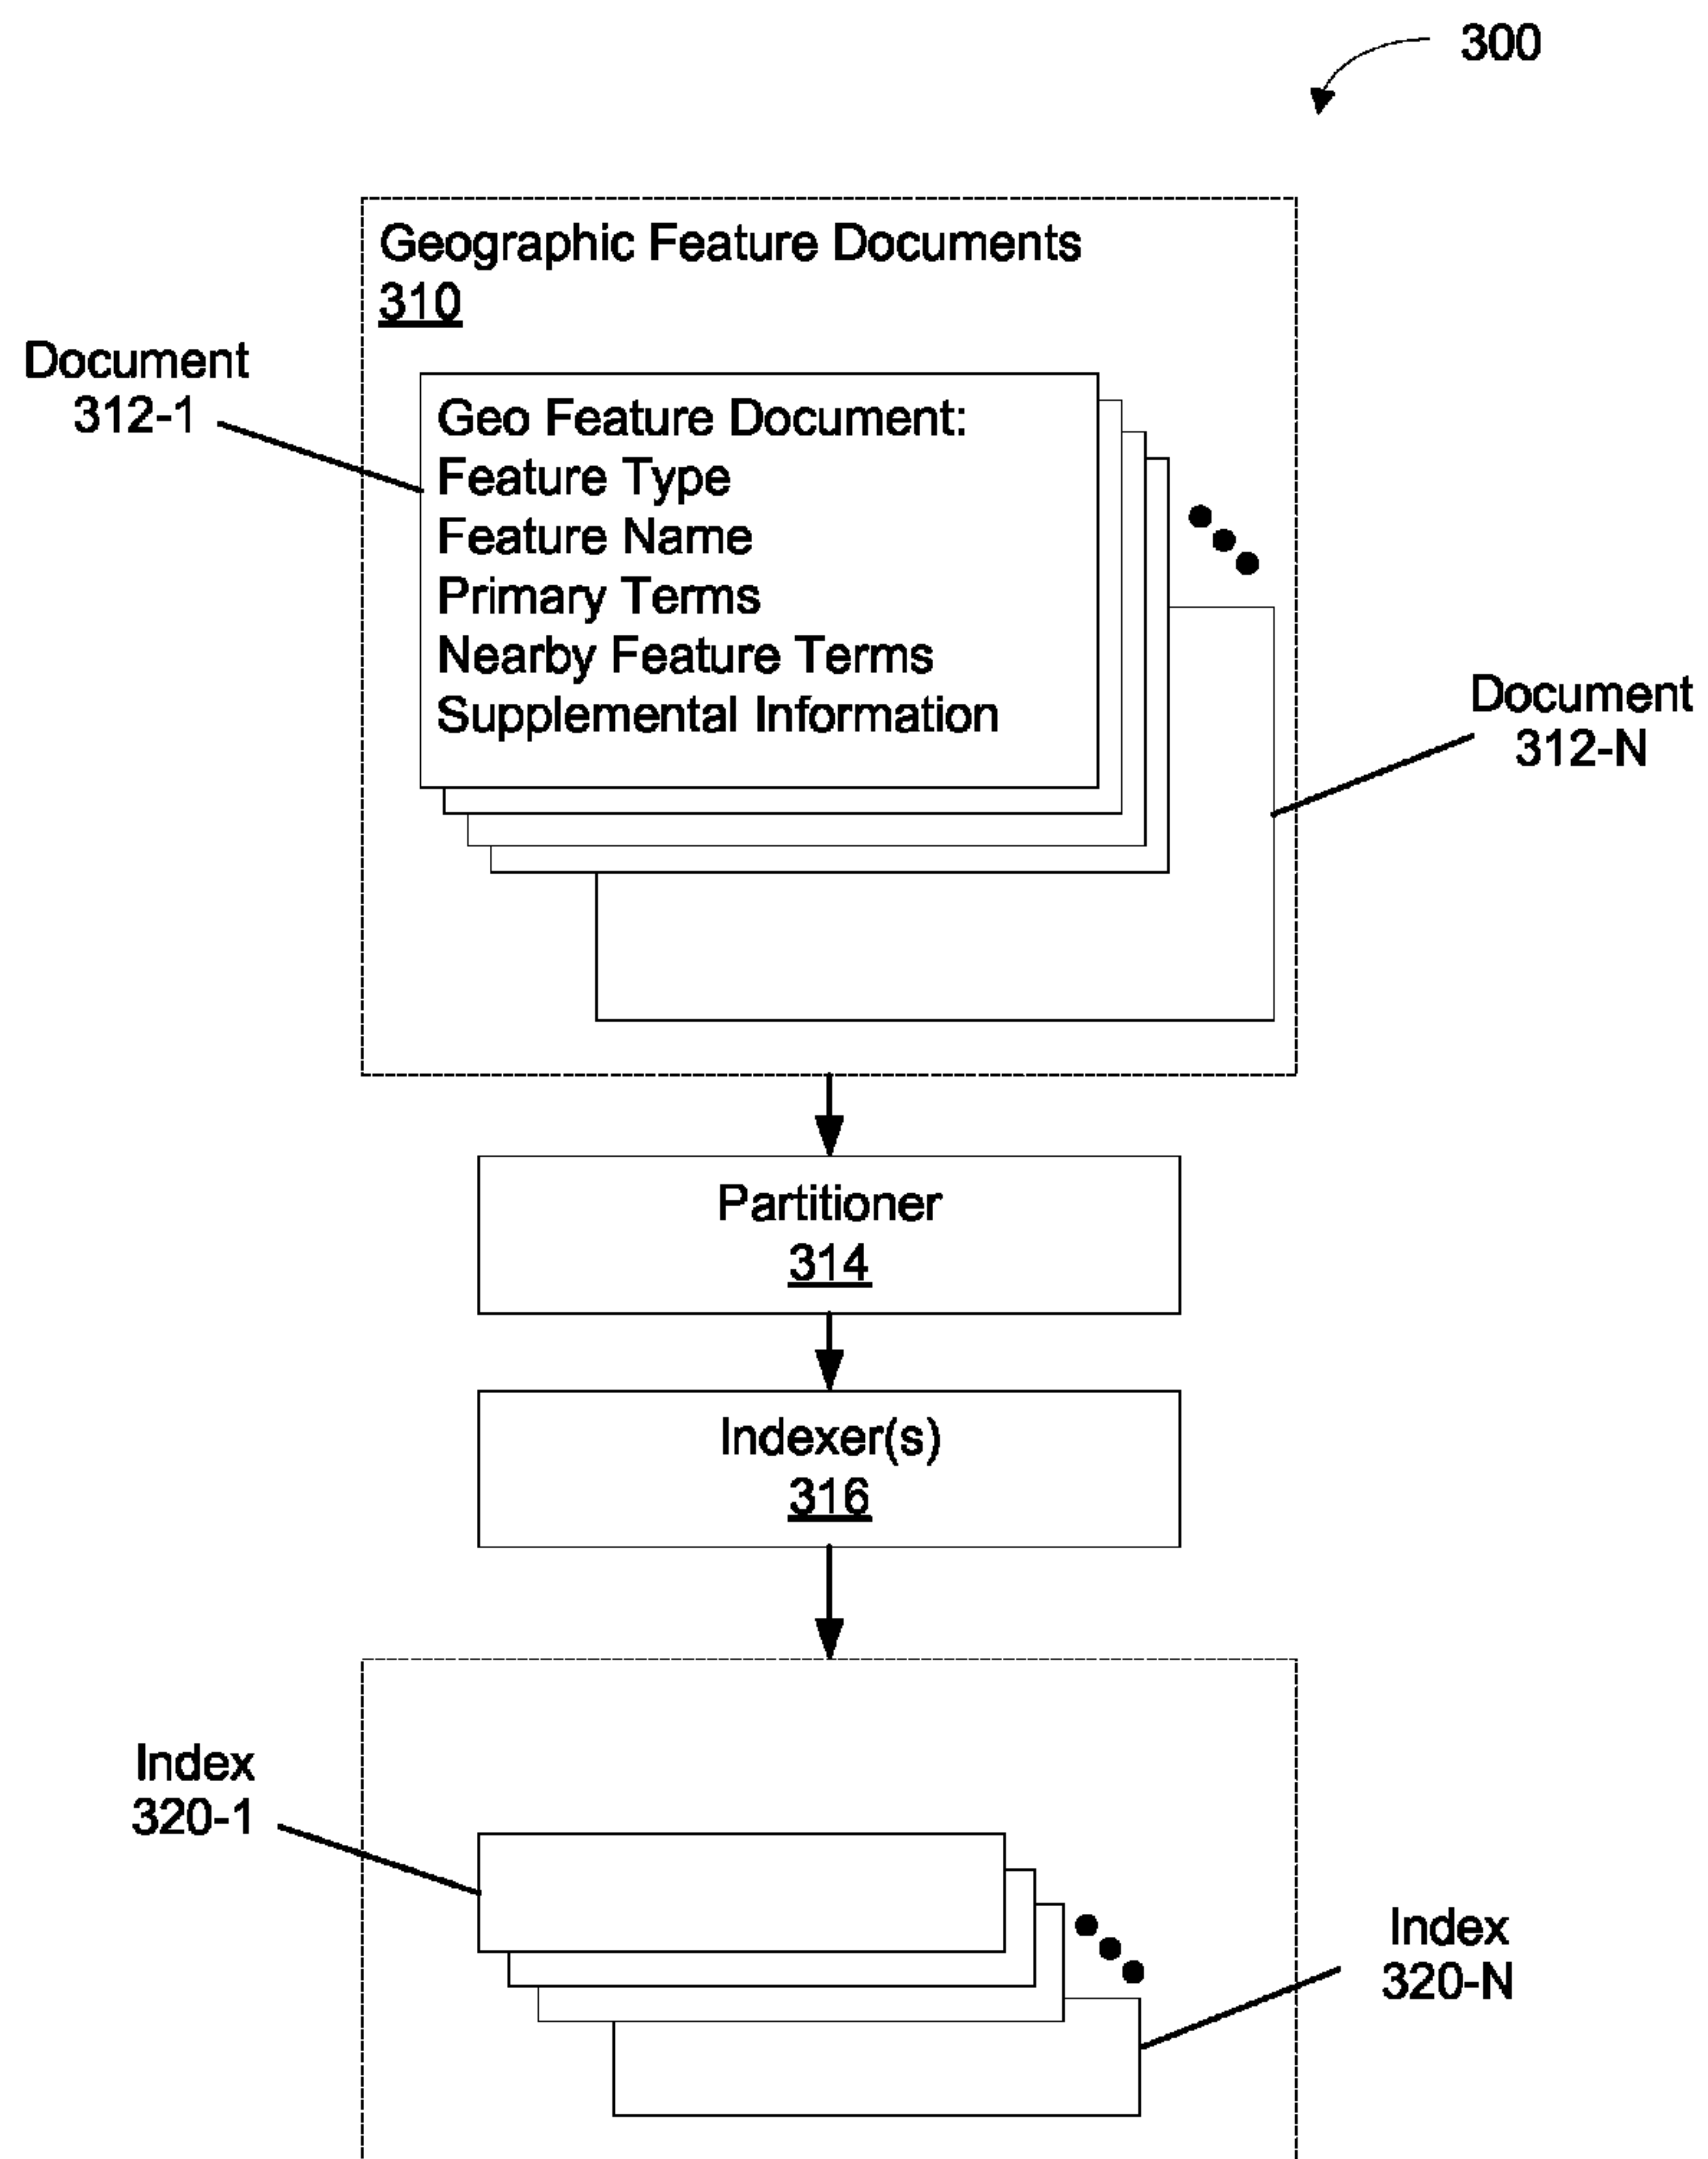 300
Geographic Feature Documents
310
Document
312-1
Geo Feature Document:
Feature Type
Feature Name
Primary Terms
Nearby Feature Terms
Supplemental Information
Document
312-N
Partitioner
314
Indexer(s)
316
Index
320-1
Index
320-N